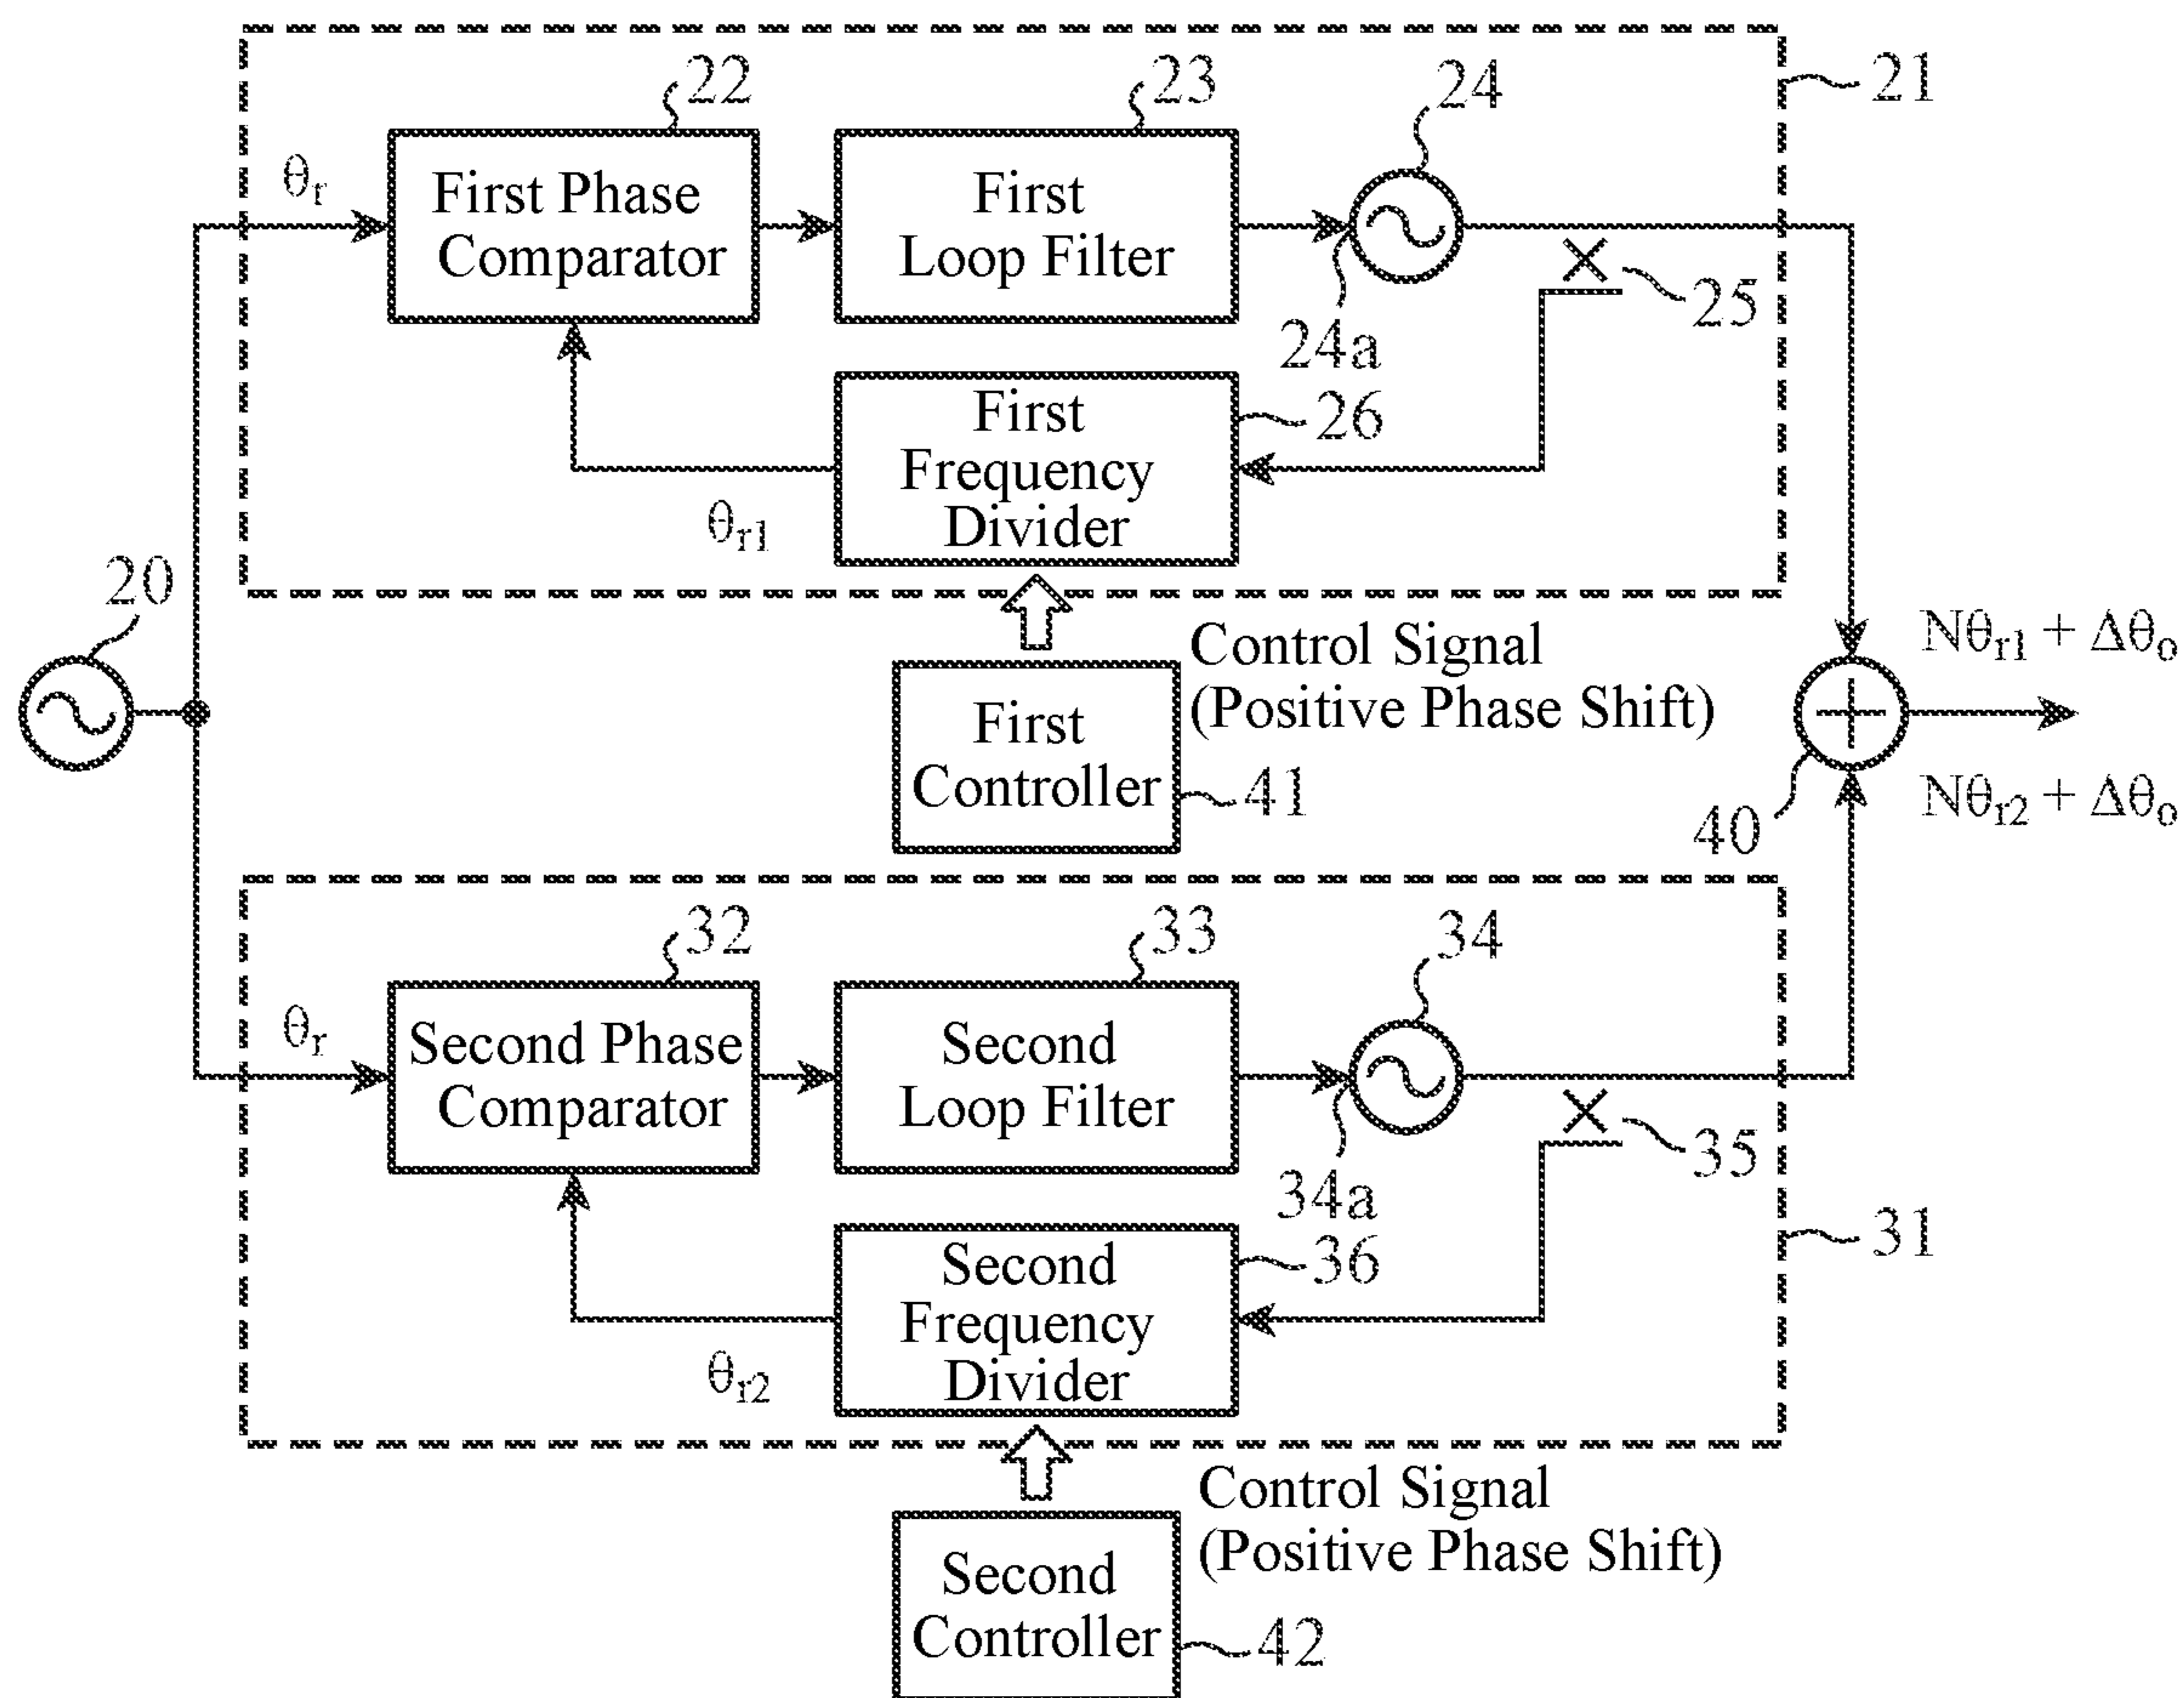 22
23
24
21
θr
First Phase
Comparator
First
Loop Filter
24a
25
First
Frequency
Divider
26
θr1
20
Control Signal
(Positive Phase Shift)
First
Controller
41
Nθr1 + Δθo
40
Nθr2 + Δθo
32
33
34
θr
Second Phase
Comparator
Second
Loop Filter
34a
35
31
Second
Frequency
Divider
36
θr2
Control Signal
(Positive Phase Shift)
Second
Controller
42